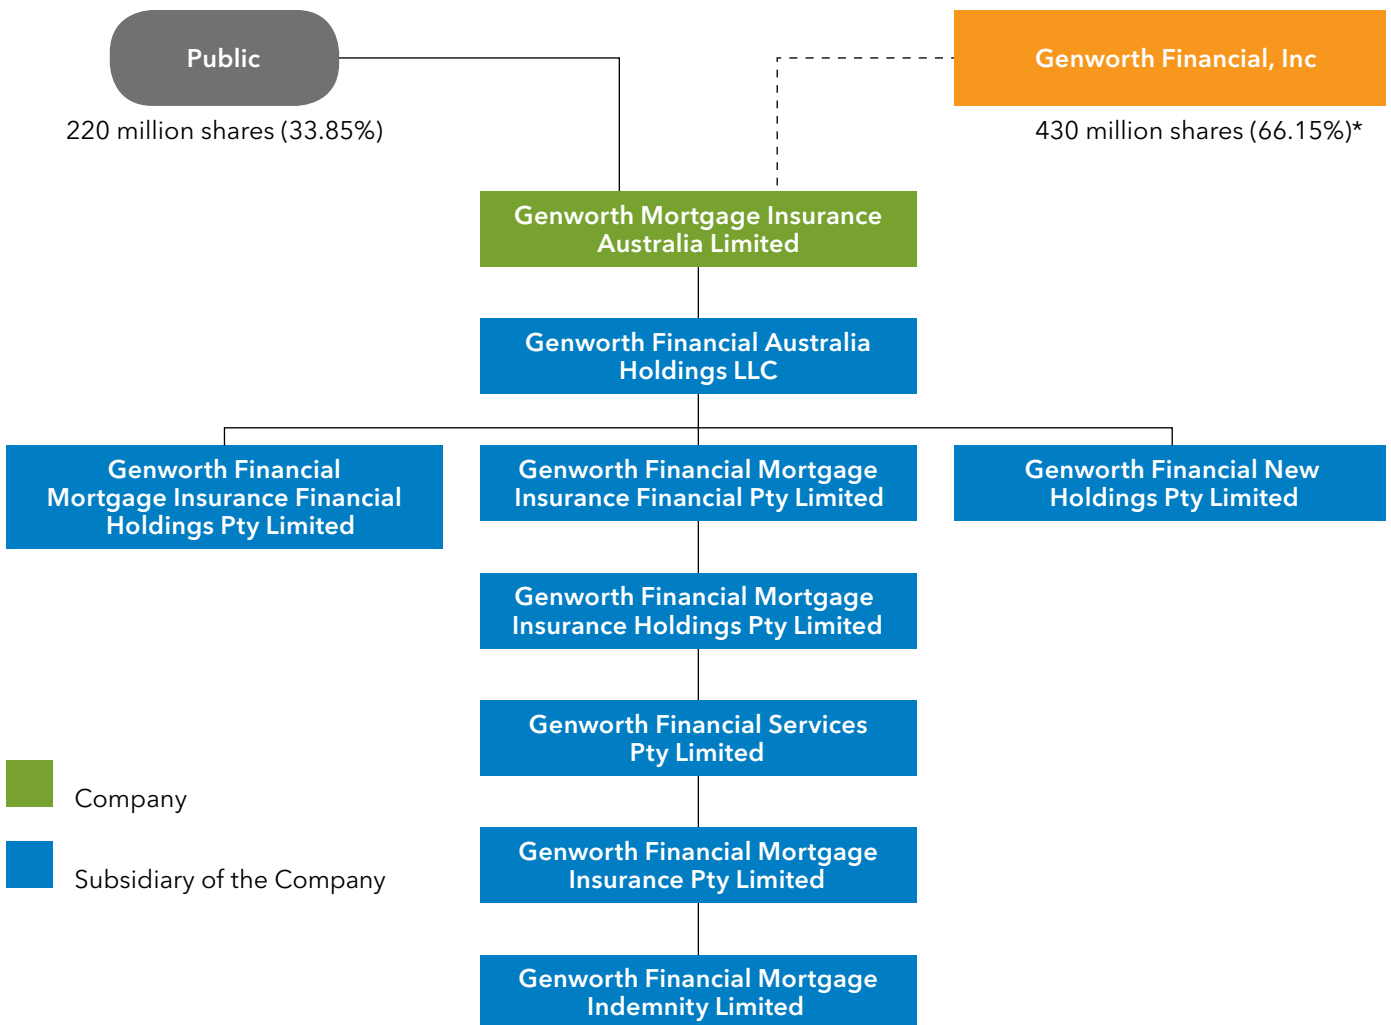 Public
Genworth Financial, Inc
220 million shares (33.85%)
430 million shares (66.15%)*
Genworth Mortgage Insurance
Australia Limited
Genworth Financial Australia
Holdings LLC
Genworth Financial
Mortgage Insurance Financial
Holdings Pty Limited
Genworth Financial Mortgage
Insurance Financial Pty Limited
Genworth Financial New
Holdings Pty Limited
Genworth Financial Mortgage
Insurance Holdings Pty Limited
Genworth Financial Services
Pty Limited
Company
Genworth Financial Mortgage
Insurance Pty Limited
Subsidiary of the Company
Genworth Financial Mortgage
Indemnity Limited